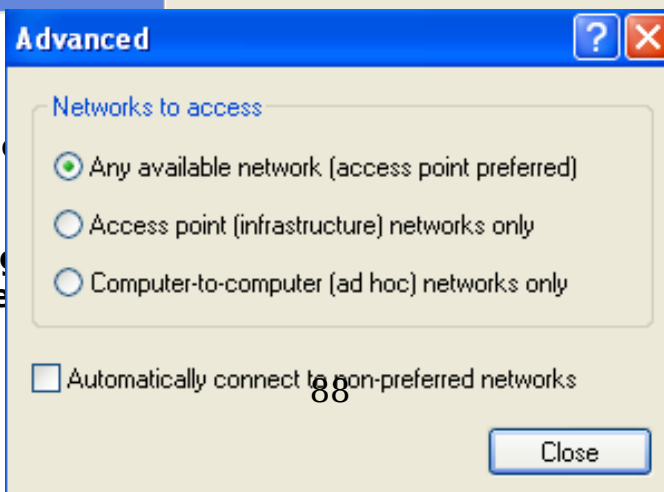 Advanced
Networks to access
Any available network (access point preferred)
Access point (infrastructure) networks only
Computer-to-computer (ad hoc) networks only
Automatically connect to non-preferred networks
88
Close